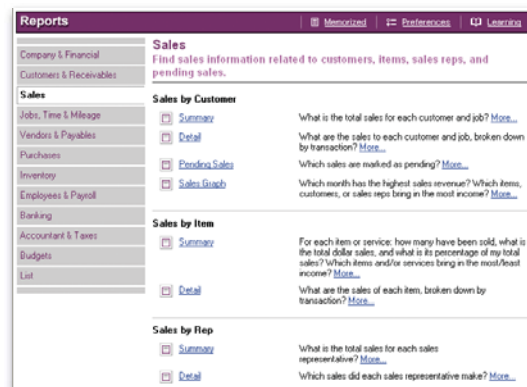 Reports
Memorized
Preferences
Learning
Company & Financial
Customers & Receivables
Sales
Jobs, Time & Mileage
Vendors & Payables
Purchases
Inventory
Employees & Payroll
Banking
Accountant & Taxes
Budgets
List
Sales
Find sales information related to customers, items, sales reps, and
pending sales.
Sales by Customer
Summary
What is the total sales for each customer and job? More...
Detail
What are the sales to each customer and job, broken down
by transaction? More...
Pending Sales
Which sales are marked as pending? More...
Sales Graph
Which month has the highest sales revenue? Which items,
customers, or sales reps bring in the most income? More...
Sales by Item
Summary
For each item or service: how many have been sold, what is
the total dollar sales, and what is its percentage of my total
sales? Which items and/or services bring in the most/least
income? More...
Detail
What are the sales of each item, broken down by
transaction? More...
Sales by Rep
Summary
What is the total sales for each sales
representative? More...
Detail
Which sales did each sales representative make? More...